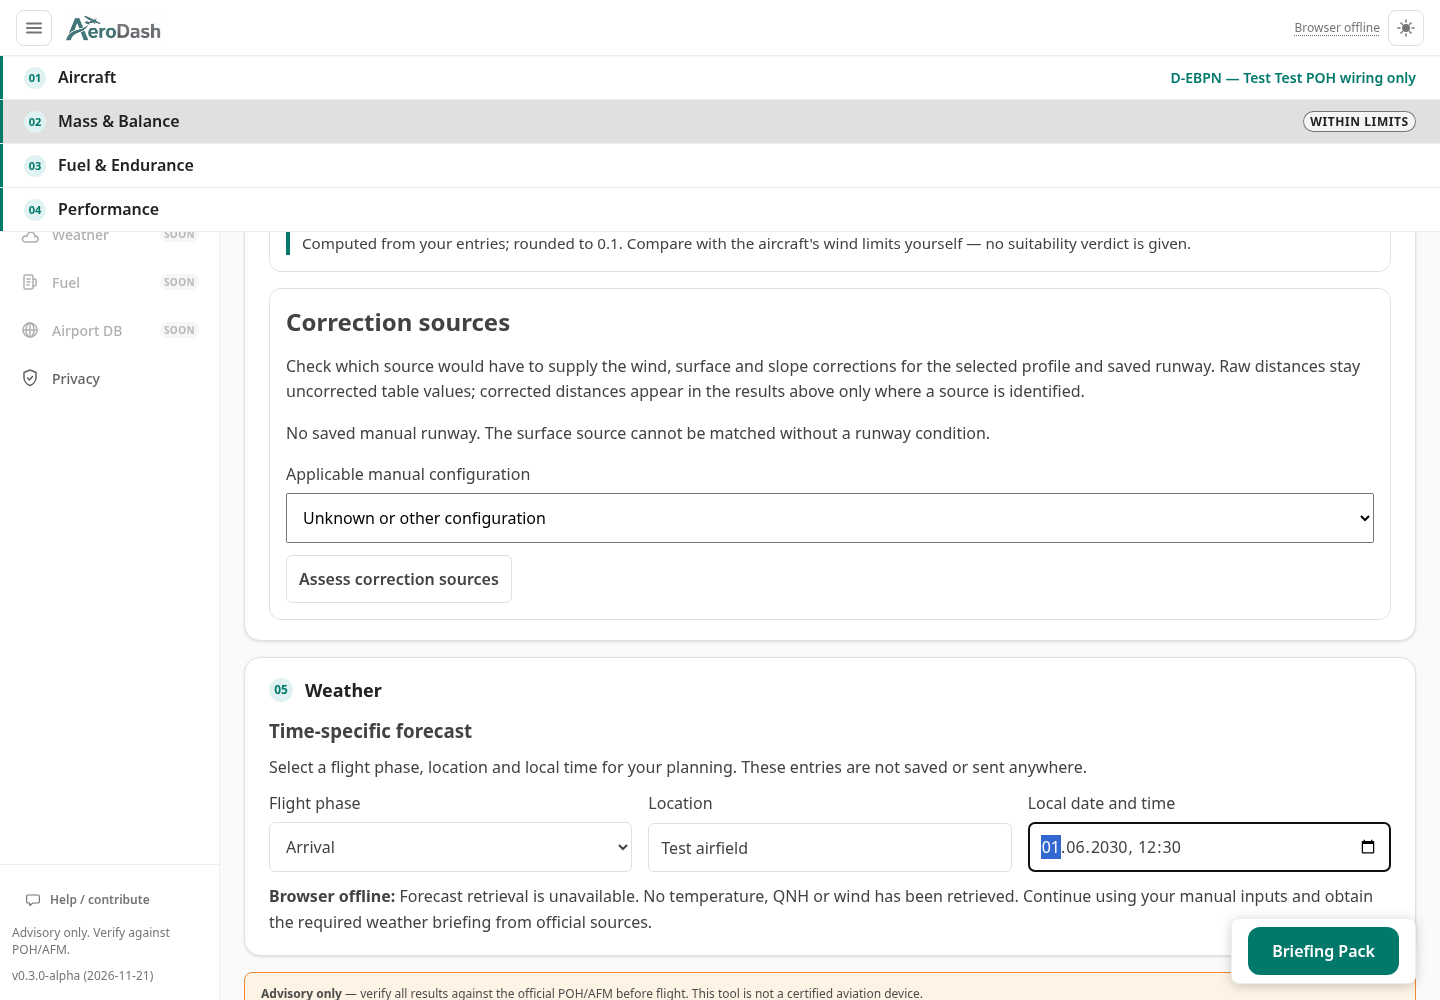 AeroDash
Browser offline
01 Aircraft
D-EBPN — Test Test POH wiring only
02 Mass & Balance
WITHIN LIMITS
03 Fuel & Endurance
04 Performance
Weather SOON
Fuel SOON
Airport DB SOON
Privacy
Computed from your entries; rounded to 0.1. Compare with the aircraft's wind limits yourself — no suitability verdict is given.
Correction sources
Check which source would have to supply the wind, surface and slope corrections for the selected profile and saved runway. Raw distances stay
uncorrected table values; corrected distances appear in the results above only where a source is identified.
No saved manual runway. The surface source cannot be matched without a runway condition.
Applicable manual configuration
Unknown or other configuration
Assess correction sources
05 Weather
Time-specific forecast
Select a flight phase, location and local time for your planning. These entries are not saved or sent anywhere.
Flight phase
Location
Local date and time
Arrival
Test airfield
01.06.2030, 12:30
Browser offline: Forecast retrieval is unavailable. No temperature, QNH or wind has been retrieved. Continue using your manual inputs and obtain
the required weather briefing from official sources.
Briefing Pack
Advisory only — verify all results against the official POH/AFM before flight. This tool is not a certified aviation device.
Help / contribute
Advisory only. Verify against
POH/AFM.
v0.3.0-alpha (2026-11-21)